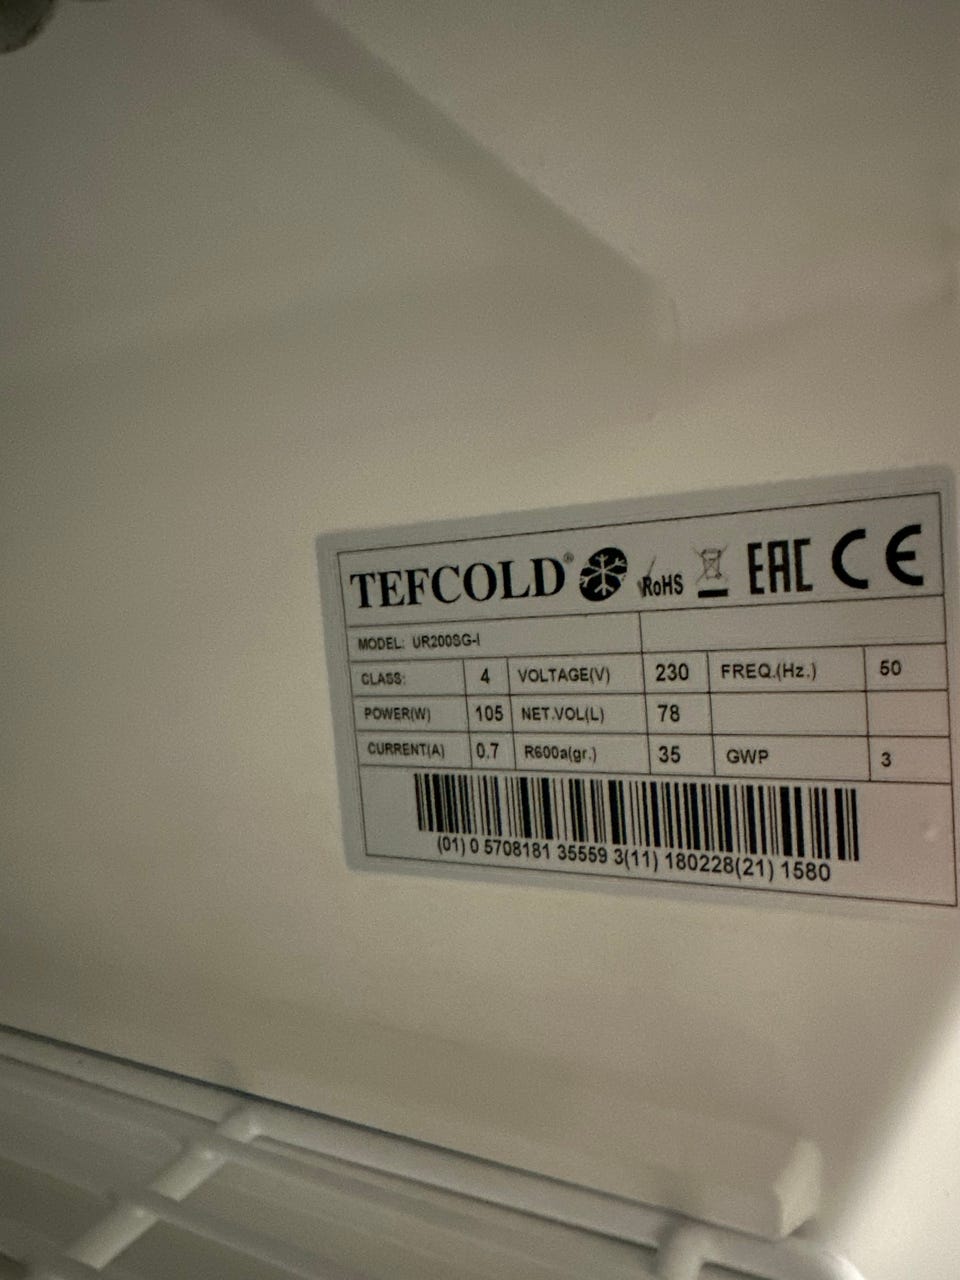 TEFCOLD® RoHS EAC CE
MODEL: UR200SG-I
CLASS: 4 VOLTAGE(V) 230 FREQ.(Hz.) 50
POWER(W) 105 NET.VOL(L) 78
CURRENT(A) 0.7 R600a(gr.) 35 GWP 3
(01) 0 5708181 35559 3(11) 180228(21) 1580